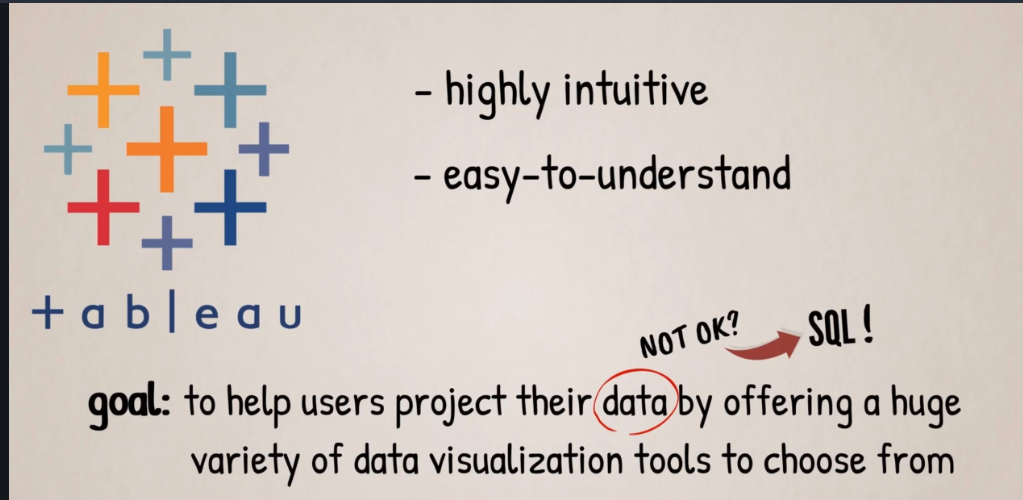 - highly intuitive
- easy-to-understand
tableau
NOT OK? SQL!
goal: to help users project their data by offering a huge
variety of data visualization tools to choose from